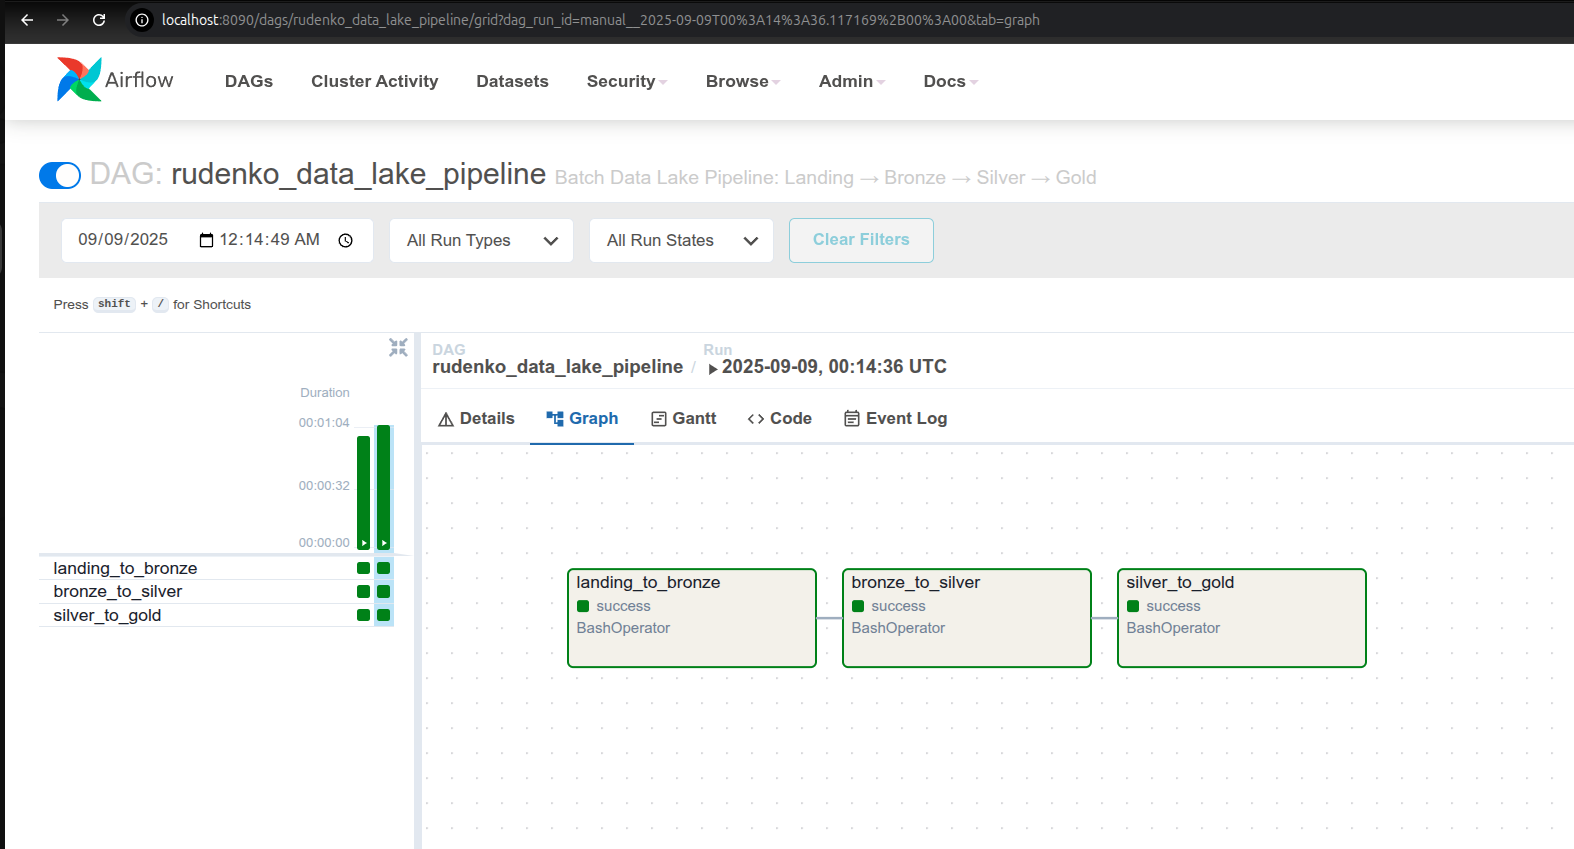 localhost:8090/dags/rudenko_data_lake_pipeline/grid?dag_run_id=manual__2025-09-09T00%3A14%3A36.117169%2B00%3A00&tab=graph
Airflow DAGs Cluster Activity Datasets Security Browse Admin Docs
DAG: rudenko_data_lake_pipeline Batch Data Lake Pipeline: Landing → Bronze → Silver → Gold
09/09/2025 12:14:49 AM All Run Types All Run States Clear Filters
Press shift + / for Shortcuts
DAG Run
rudenko_data_lake_pipeline / 2025-09-09, 00:14:36 UTC
Duration
00:01:04
00:00:32
00:00:00
landing_to_bronze
bronze_to_silver
silver_to_gold
Details Graph Gantt <> Code Event Log
landing_to_bronze
success
BashOperator
bronze_to_silver
success
BashOperator
silver_to_gold
success
BashOperator